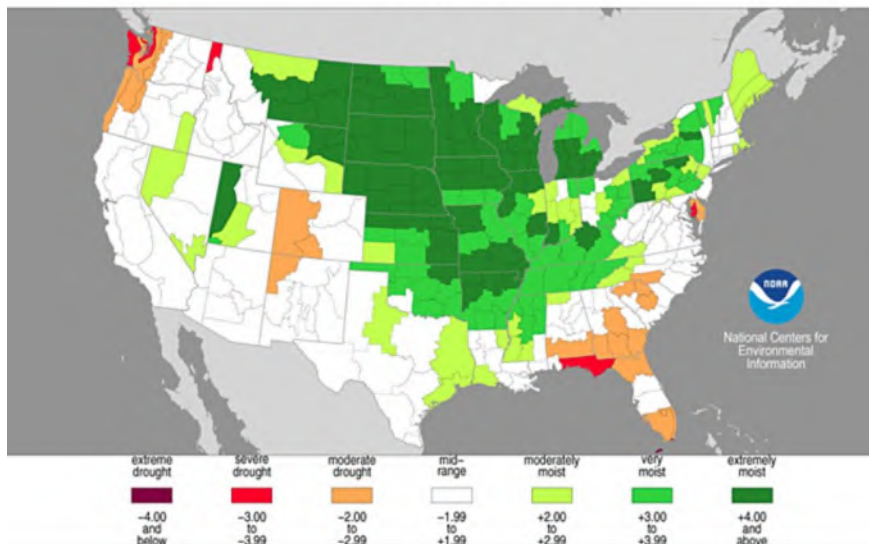 NOAA
National Centers for
Environmental
Information
extreme severe moderate mid– moderately very extremely
drought drought drought range moist moist moist
–4.00 –3.00 –2.00 –1.99 +2.00 +3.00 +4.00
and to to to to to and
below –3.99 –2.99 +1.99 +2.99 +3.99 above